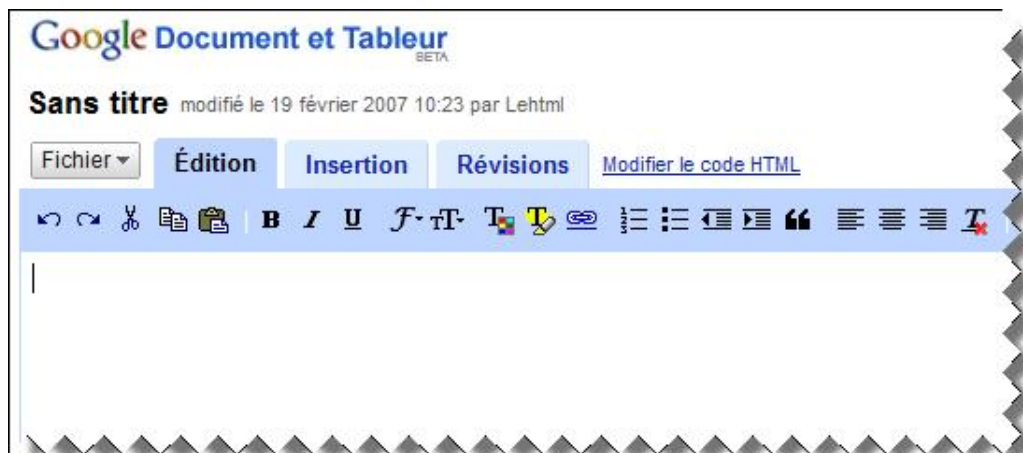 Google Document et Tableur
BETA
Sans titre modifié le 19 février 2007 10:23 par Lehtml
Fichier Édition Insertion Révisions Modifier le code HTML
B I U F T T T T